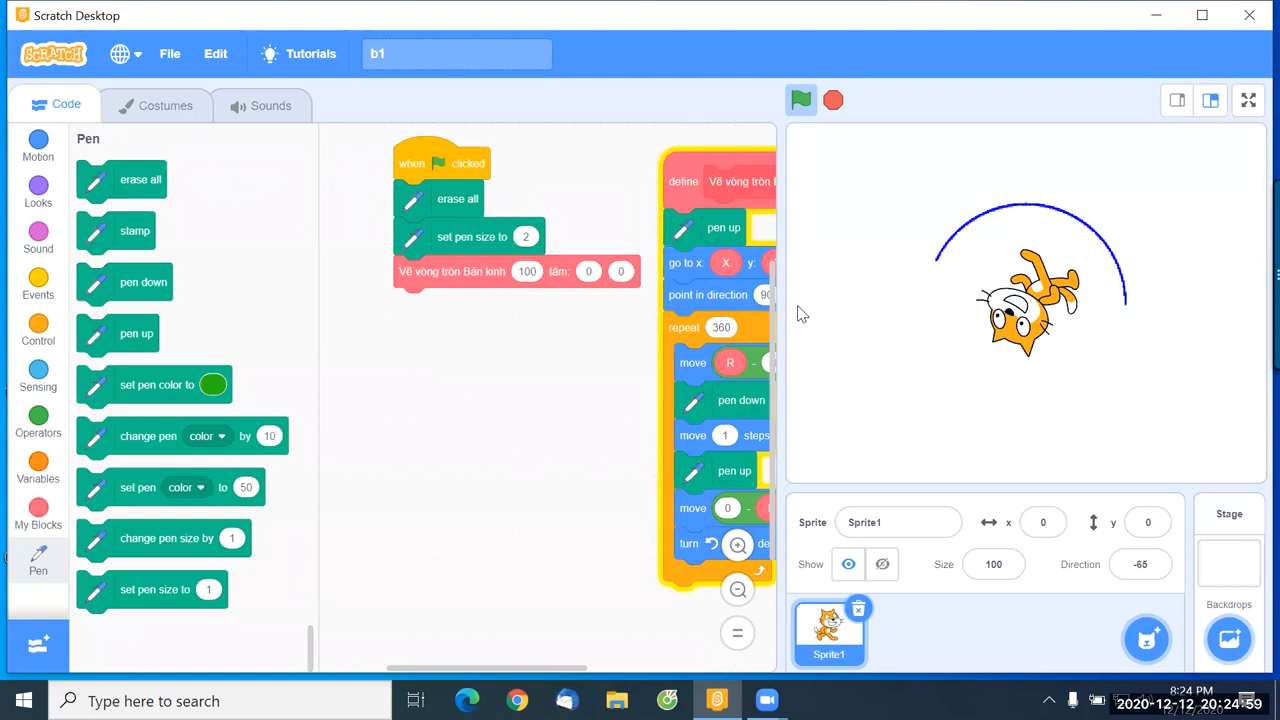 Scratch Desktop
SCRATCH
File
Edit
Tutorials
b1
Code
Costumes
Sounds
Motion
Looks
Sound
Events
Control
Sensing
Operators
Variables
My Blocks
Pen
Pen
erase all
stamp
pen down
pen up
set pen color to
change pen color by 10
set pen color to 50
change pen size by 1
set pen size to 1
when clicked
erase all
set pen size to 2
Vẽ vòng tròn Bán kinh 100 tâm: 0 0
define Vẽ vòng tròn B
pen up
go to x: X y:
point in direction 90
repeat 360
move R -
pen down
move 1 steps
pen up
move 0 -
turn de
Sprite Sprite1 x 0 y 0
Show Size 100 Direction -65
Sprite1
Stage
Backdrops
Type here to search
8:24 PM
2020-12-12 20:24:59